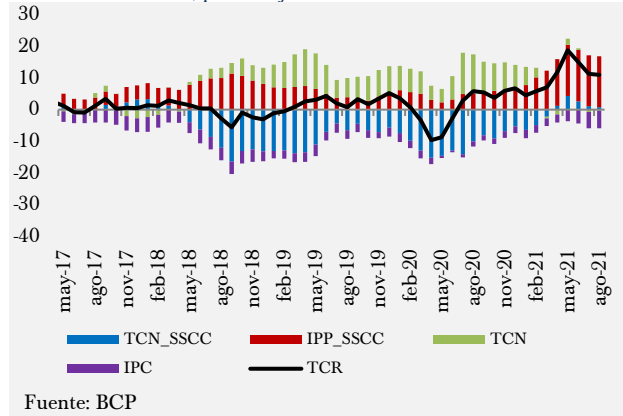 30
20
10
0
-10
-20
-30
-40
may-17
ago-17
nov-17
feb-18
may-18
ago-18
nov-18
feb-19
may-19
ago-19
nov-19
feb-20
may-20
ago-20
nov-20
feb-21
may-21
ago-21
TCN_SSCC IPP_SSCC TCN
IPC TCR
Fuente: BCP